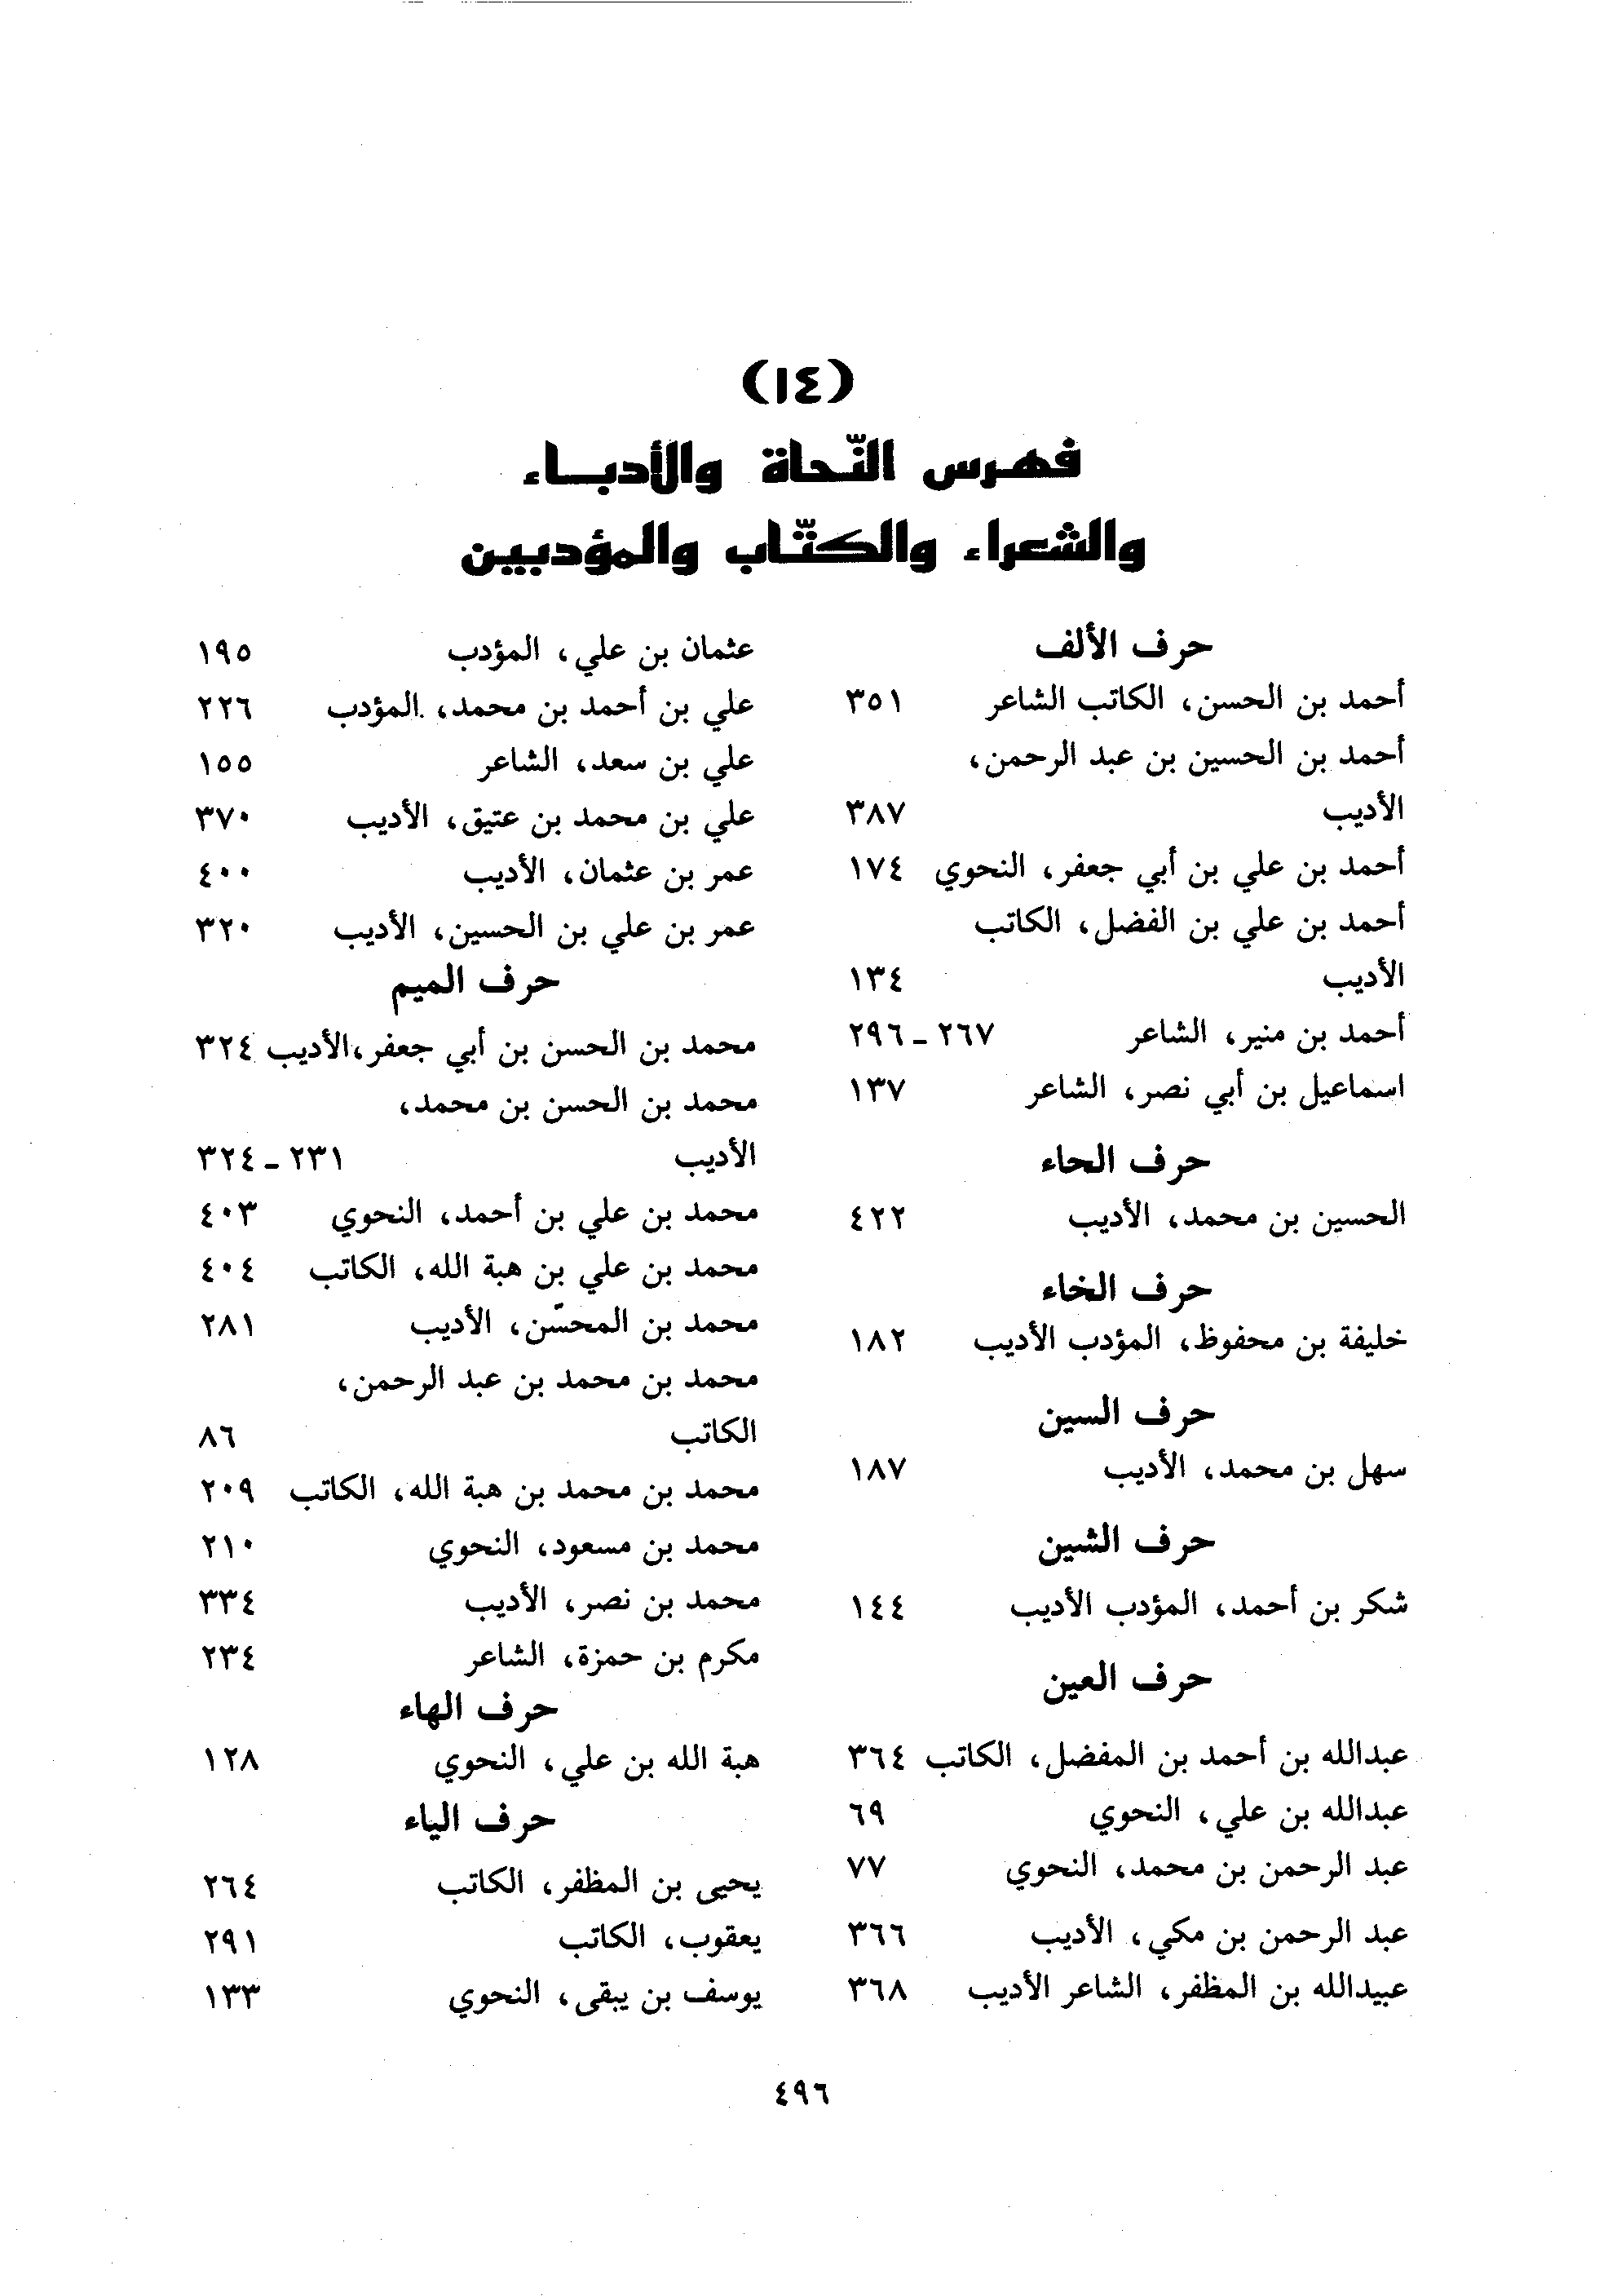 (١٤)
فهرس النّحاة والأدباء
والشعراء والكتّاب والمؤدبين
حرف الألف
أحمد بن الحسن، الكاتب الشاعر ٣٥١
أحمد بن الحسين بن عبد الرحمن،
الأديب ٣٨٧
أحمد بن علي بن أبي جعفر، النحوي ١٧٤
أحمد بن علي بن الفضل، الكاتب
الأديب ١٣٤
أحمد بن منير، الشاعر ٢٦٧ - ٢٩٦
اسماعيل بن أبي نصر، الشاعر ١٣٧
حرف الحاء
الحسين بن محمد، الأديب ٤٢٢
حرف الخاء
خليفة بن محفوظ، المؤدب الأديب ١٨٢
حرف السين
سهل بن محمد، الأديب ١٨٧
حرف الشين
شكر بن أحمد، المؤدب الأديب ١٤٤
حرف العين
عبدالله بن أحمد بن المفضل، الكاتب ٣٦٤
عبدالله بن علي، النحوي ٦٩
عبد الرحمن بن محمد، النحوي ٧٧
عبد الرحمن بن مكي، الأديب ٣٦٦
عبيدالله بن المظفر، الشاعر الأديب ٣٦٨
عثمان بن علي، المؤدب ١٩٥
علي بن أحمد بن محمد، المؤدب ٢٢٦
علي بن سعد، الشاعر ١٥٥
علي بن محمد بن عتيق، الأديب ٣٧٠
عمر بن عثمان، الأديب ٤٠٠
عمر بن علي بن الحسين، الأديب ٣٢٠
حرف الميم
محمد بن الحسن بن أبي جعفر،الأديب ٣٢٤
محمد بن الحسن بن محمد،
الأديب ٢٣١ - ٣٢٤
محمد بن علي بن أحمد، النحوي ٤٠٣
محمد بن علي بن هبة الله، الكاتب ٤٠٤
محمد بن المحسّن، الأديب ٢٨١
محمد بن محمد بن عبد الرحمن،
الكاتب ٨٦
محمد بن محمد بن هبة الله، الكاتب ٢٠٩
محمد بن مسعود، النحوي ٢١٠
محمد بن نصر، الأديب ٣٣٤
مكرم بن حمزة، الشاعر ٢٣٤
حرف الهاء
هبة الله بن علي، النحوي ١٢٨
حرف الياء
يحيى بن المظفر، الكاتب ٢٦٤
يعقوب، الكاتب ٢٩١
يوسف بن يبقى، النحوي ١٣٣
٤٩٦